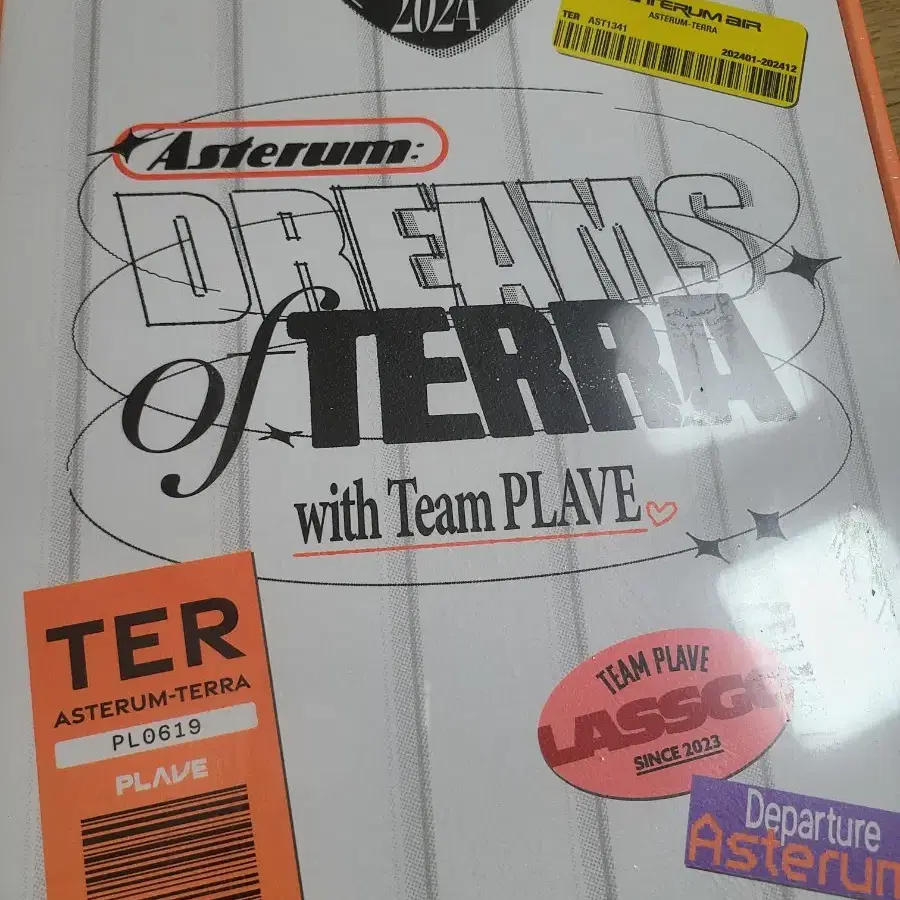 2024
TER AST1341
ASTERUM-TERRA
202401-202412
Asterum:
DREAMS
of TERRA
with Team PLAVE
TER
ASTERUM-TERRA
PL0619
PLAVE
TEAM PLAVE
SINCE 2023
Departure